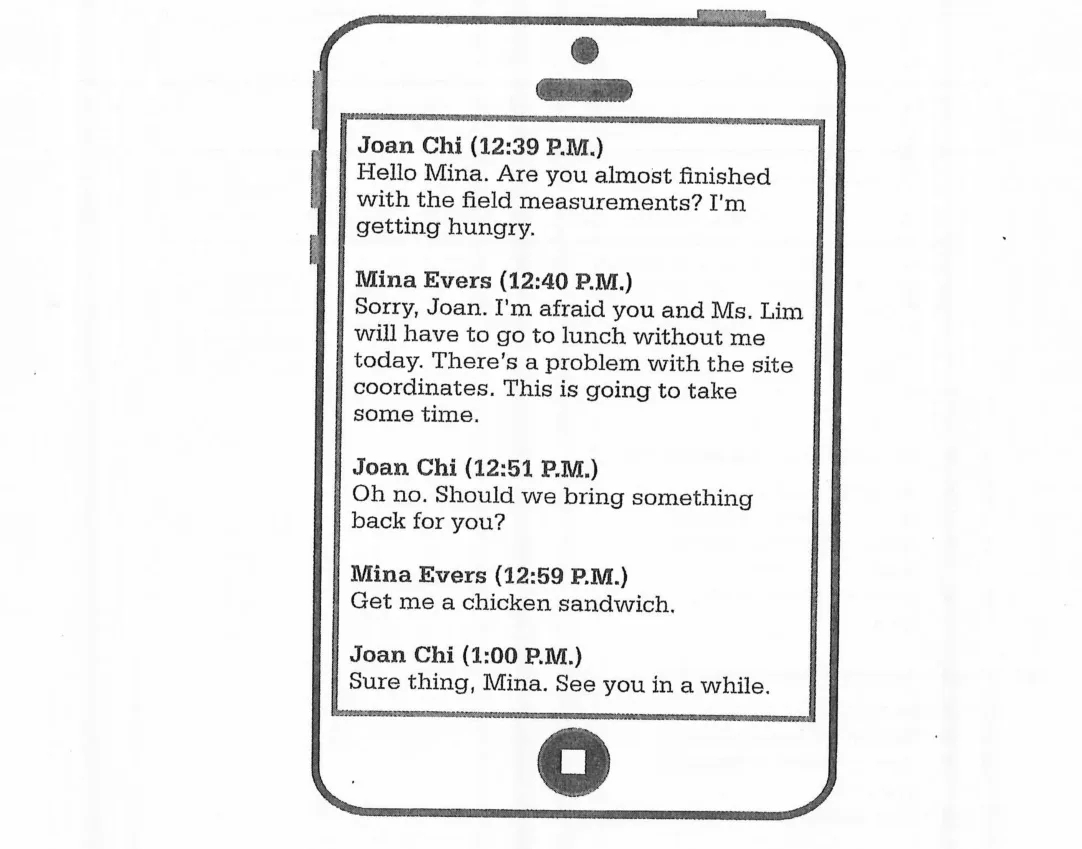 Joan Chi (12:39 P.M.)
Hello Mina. Are you almost finished
with the field measurements? I'm
getting hungry.
Mina Evers (12:40 P.M.)
Sorry, Joan. I'm afraid you and Ms. Lim
will have to go to lunch without me
today. There's a problem with the site
coordinates. This is going to take
some time.
Joan Chi (12:51 P.M.)
Oh no. Should we bring something
back for you?
Mina Evers (12:59 P.M.)
Get me a chicken sandwich.
Joan Chi (1:00 P.M.)
Sure thing, Mina. See you in a while.